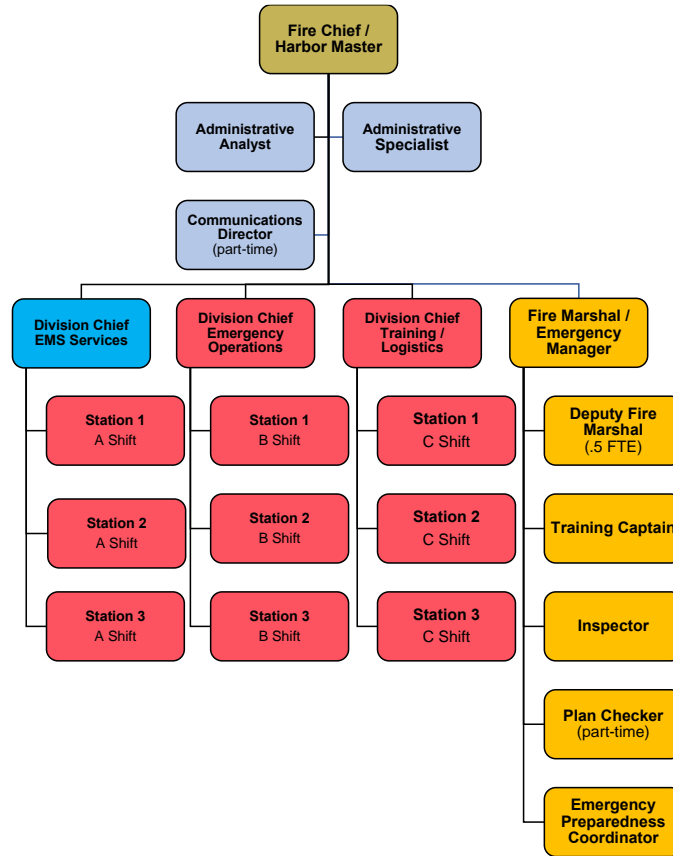 Fire Chief /
Harbor Master
Administrative
Analyst
Administrative
Specialist
Communications
Director
(part-time)
Division Chief
EMS Services
Division Chief
Emergency
Operations
Division Chief
Training /
Logistics
Fire Marshal /
Emergency
Manager
Station 1
A Shift
Station 2
A Shift
Station 3
A Shift
Station 1
B Shift
Station 2
B Shift
Station 3
B Shift
Station 1
C Shift
Station 2
C Shift
Station 3
C Shift
Deputy Fire
Marshal
(.5 FTE)
Training Captain
Inspector
Plan Checker
(part-time)
Emergency
Preparedness
Coordinator